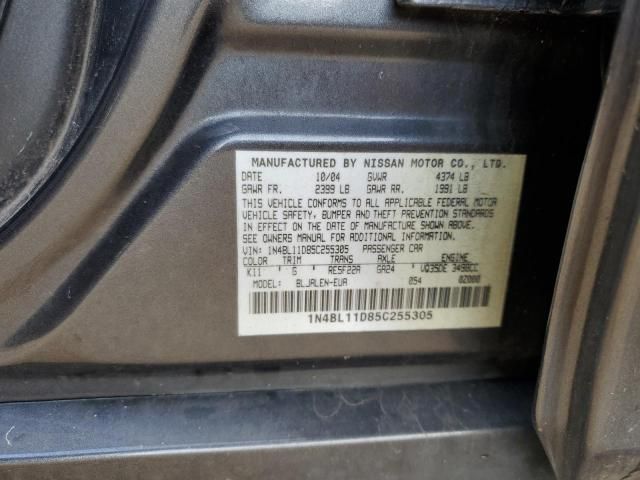 MANUFACTURED BY NISSAN MOTOR CO., LTD.
DATE 10/04 GVWR 4374 LB
GAWR FR. 2399 LB GAWR RR. 1991 LB
THIS VEHICLE CONFORMS TO ALL APPLICABLE FEDERAL MOTOR
VEHICLE SAFETY, BUMPER AND THEFT PREVENTION STANDARDS
IN EFFECT ON THE DATE OF MANUFACTURE SHOWN ABOVE.
SEE OWNERS MANUAL FOR ADDITIONAL INFORMATION
VIN: 1N4BL11D85C255305 PASSENGER CAR
COLOR TRIM TRANS AXLE ENGINE
K11 G RE5F22A GA24 VQ35DE 3498CC
MODEL: BLJALEN-EUA 054 02000
1N4BL11D85C255305